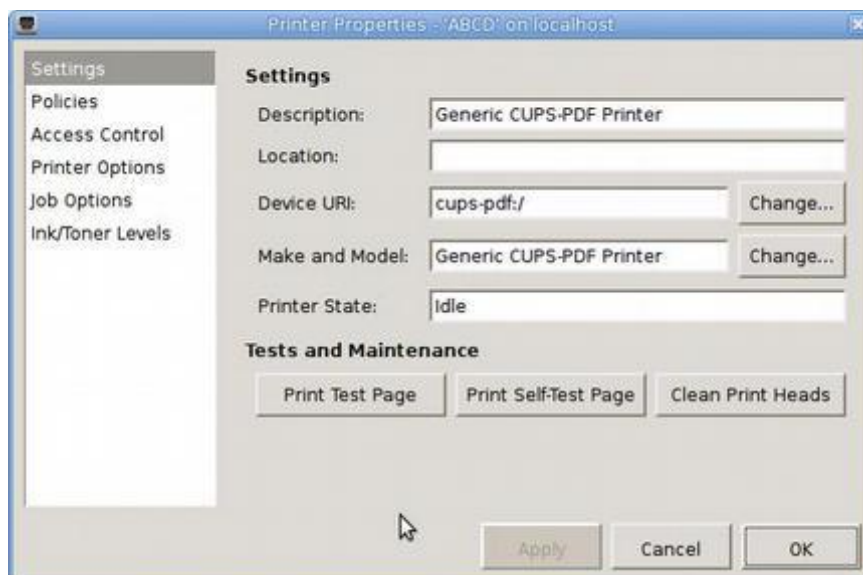 Printer Properties - 'ABCD' on localhost
Settings
Policies
Access Control
Printer Options
Job Options
Ink/Toner Levels
Settings
Description: Generic CUPS-PDF Printer
Location:
Device URI: cups-pdf:/ Change...
Make and Model: Generic CUPS-PDF Printer Change...
Printer State: Idle
Tests and Maintenance
Print Test Page Print Self-Test Page Clean Print Heads
Apply Cancel OK